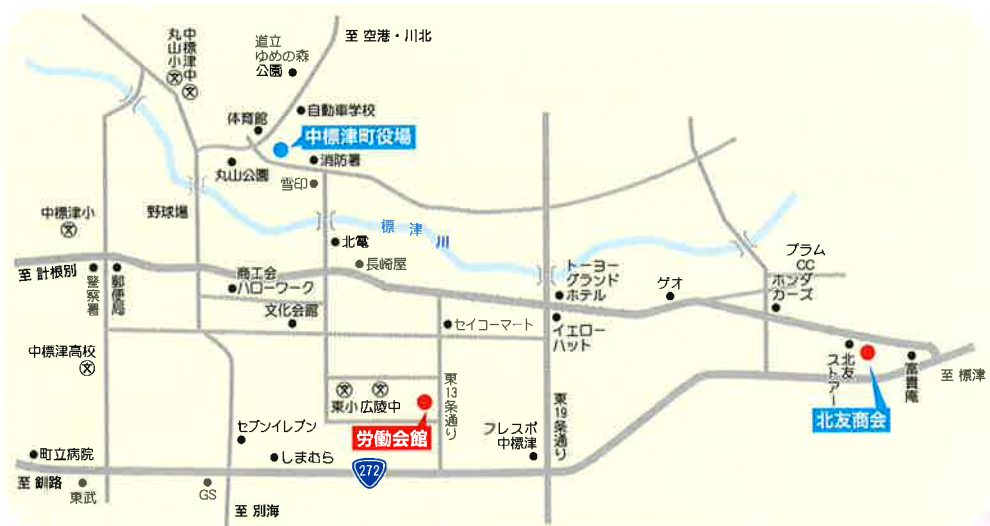 至 空港・川北
道立
ゆめの森
公園
中標津中
丸山小
自動車学校
体育館
中標津町役場
消防署
丸山公園
雪印
中標津小
野球場
標津川
北電
長崎屋
至 計根別
警察署
郵便局
商工会
ハローワーク
文化会館
トーヨー
グランド
ホテル
ゲオ
プラム
CC
ホンダ
カーズ
セイコーマート
イエロー
ハット
中標津高校
北友
ストアー
富貴庵
至 標津
東13条通り
東小
広陵中
労働会館
東19条通り
北友商会
フレスポ
中標津
セブンイレブン
しまむら
町立病院
272
至 釧路
東武
GS
至 別海